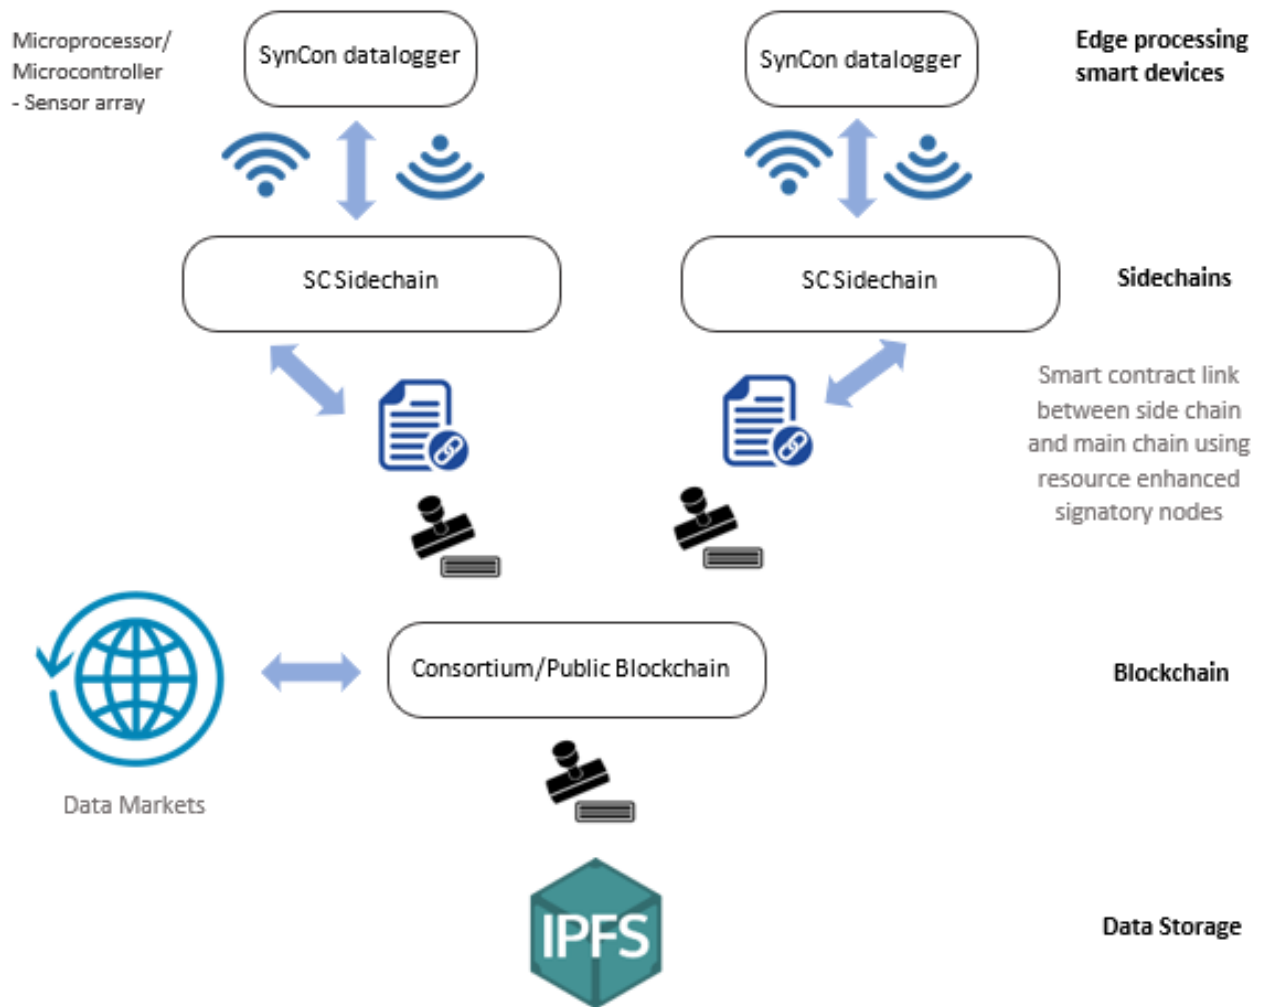 Microprocessor/
Microcontroller
- Sensor array
SynCon datalogger
SynCon datalogger
Edge processing
smart devices
SC Sidechain
SC Sidechain
Sidechains
Smart contract link
between side chain
and main chain using
resource enhanced
signatory nodes
Consortium/Public Blockchain
Blockchain
Data Markets
IPFS
Data Storage